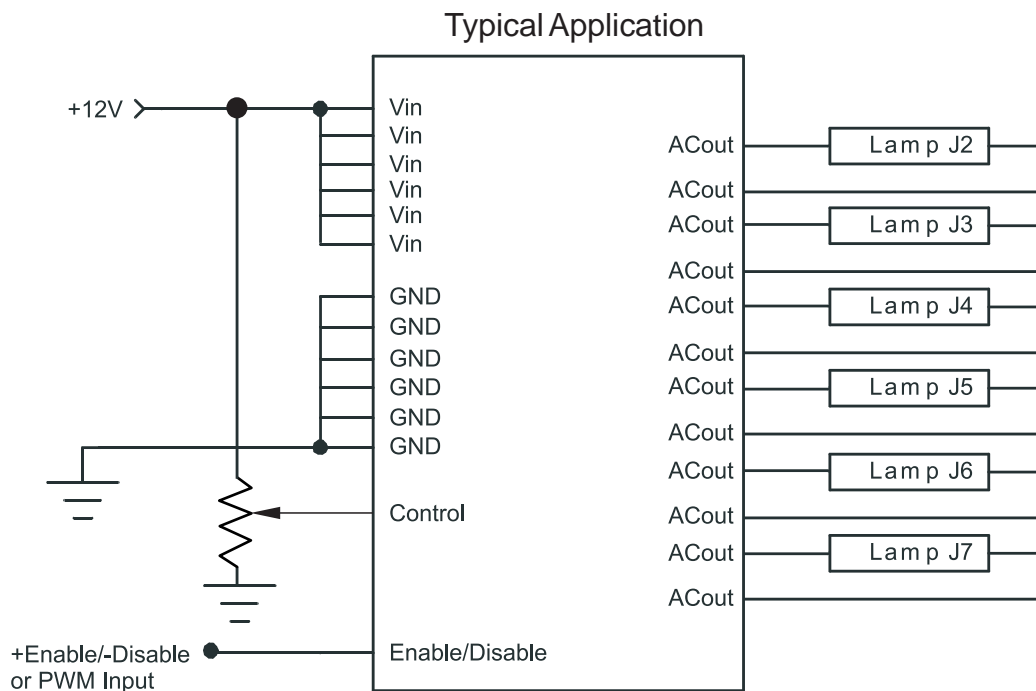 Typical Application
+12V
Vin
Vin
Vin
Vin
Vin
Vin
GND
GND
GND
GND
GND
GND
Control
+Enable/-Disable
or PWM Input
Enable/Disable
ACout
Lamp J2
ACout
ACout
Lamp J3
ACout
ACout
Lamp J4
ACout
ACout
Lamp J5
ACout
ACout
Lamp J6
ACout
ACout
Lamp J7
ACout